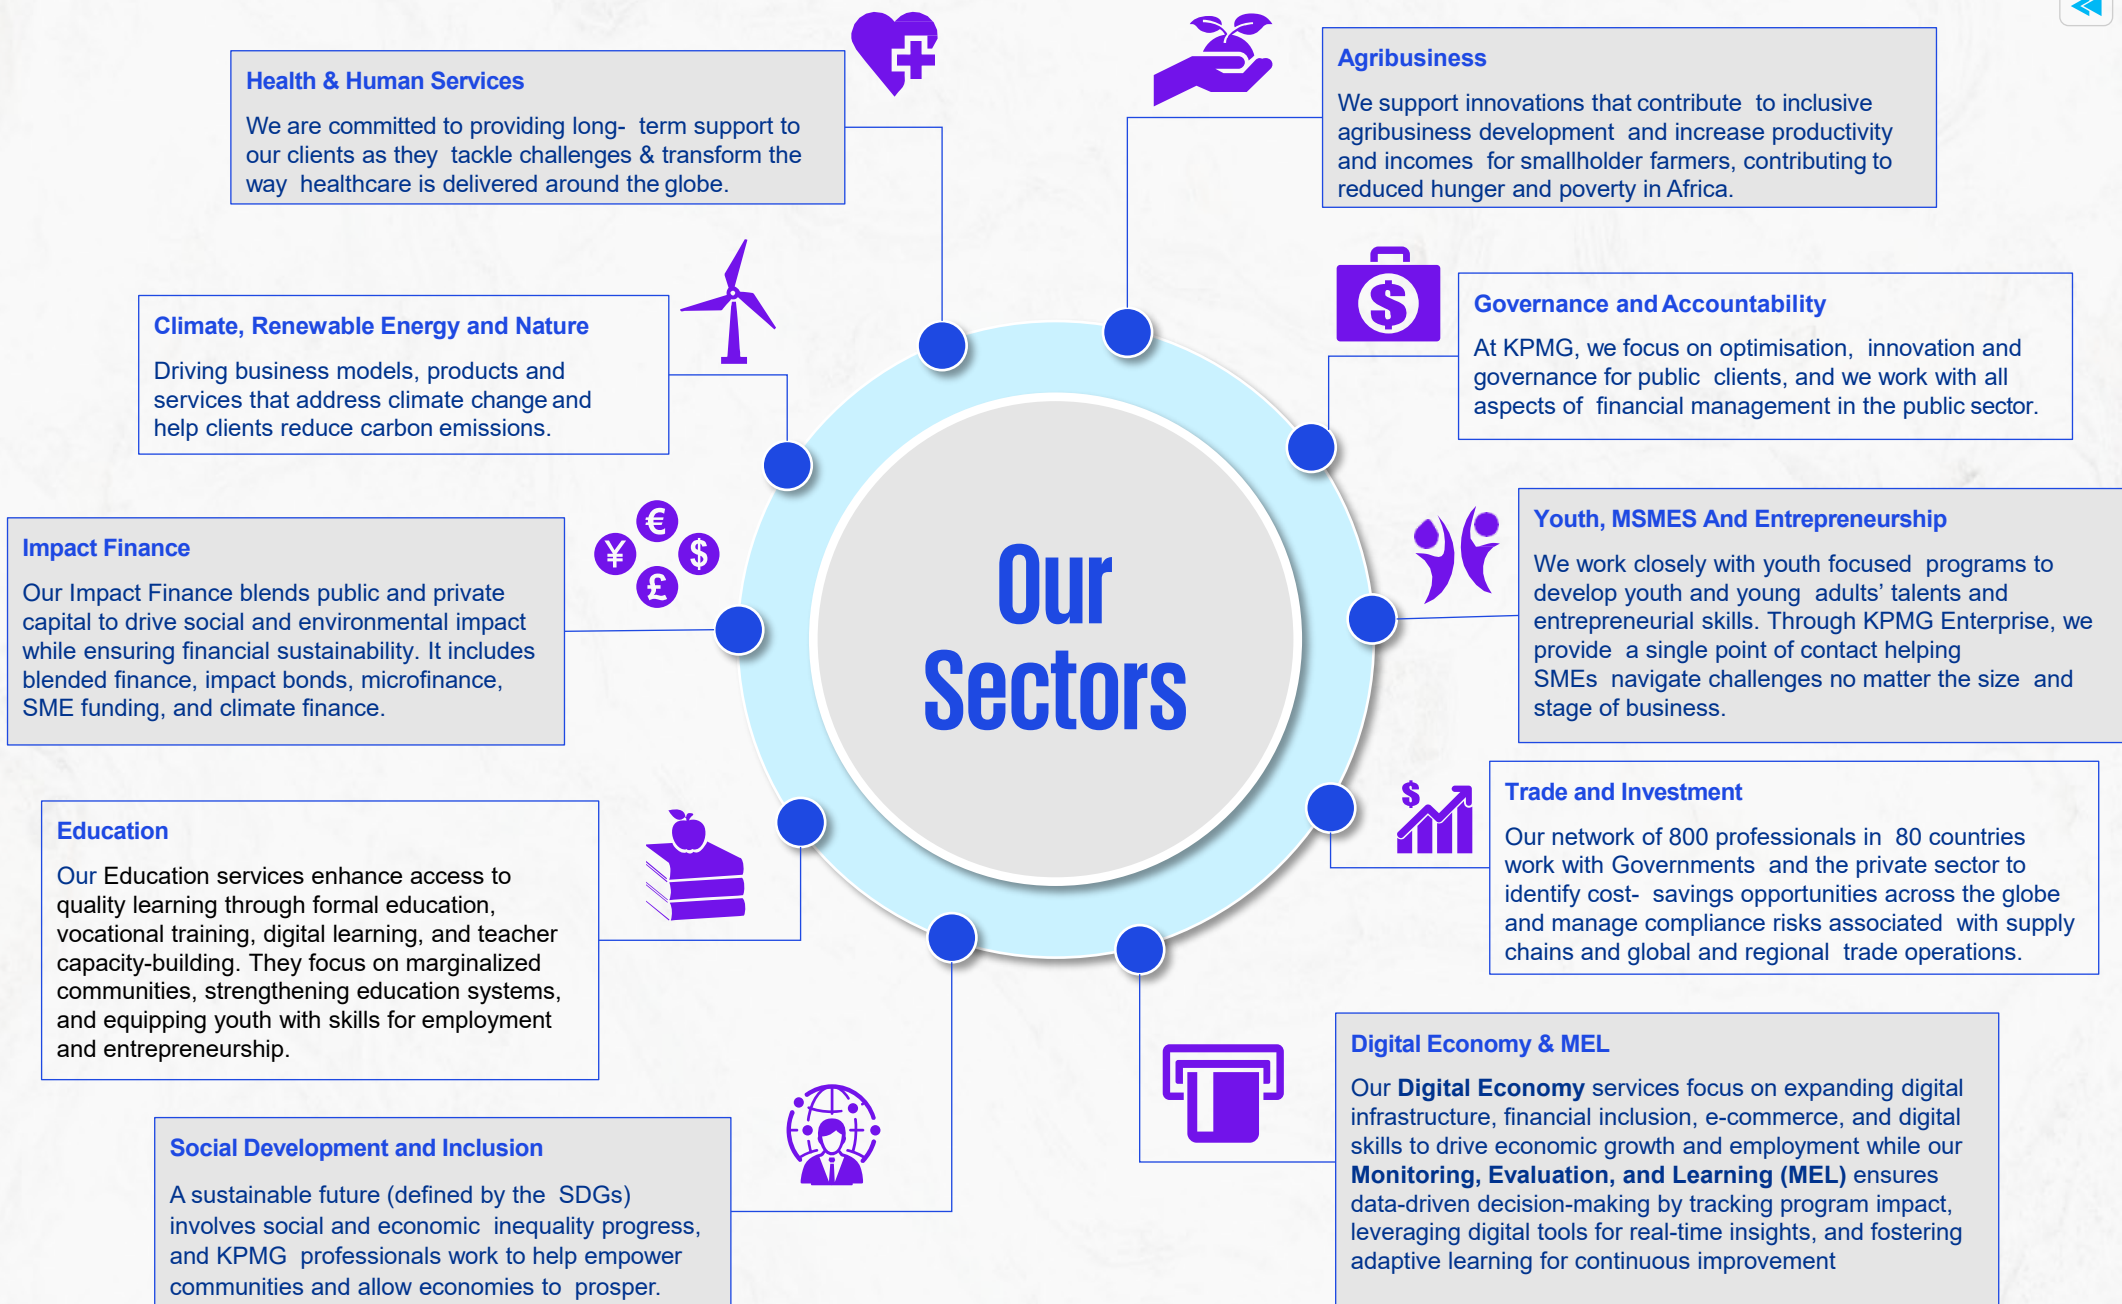 Health & Human Services
We are committed to providing long- term support to
our clients as they tackle challenges & transform the
way healthcare is delivered around the globe.
Agribusiness
We support innovations that contribute to inclusive
agribusiness development and increase productivity
and incomes for smallholder farmers, contributing to
reduced hunger and poverty in Africa.
Climate, Renewable Energy and Nature
Driving business models, products and
services that address climate change and
help clients reduce carbon emissions.
$
Governance and Accountability
At KPMG, we focus on optimisation, innovation and
governance for public clients, and we work with all
aspects of financial management in the public sector.
Impact Finance
Our Impact Finance blends public and private
capital to drive social and environmental impact
while ensuring financial sustainability. It includes
blended finance, impact bonds, microfinance,
SME funding, and climate finance.
€
¥ $
£
Our
Sectors
Youth, MSMES And Entrepreneurship
We work closely with youth focused programs to
develop youth and young adults’ talents and
entrepreneurial skills. Through KPMG Enterprise, we
provide a single point of contact helping
SMEs navigate challenges no matter the size and
stage of business.
Education
Our Education services enhance access to
quality learning through formal education,
vocational training, digital learning, and teacher
capacity-building. They focus on marginalized
communities, strengthening education systems,
and equipping youth with skills for employment
and entrepreneurship.
$
Trade and Investment
Our network of 800 professionals in 80 countries
work with Governments and the private sector to
identify cost- savings opportunities across the globe
and manage compliance risks associated with supply
chains and global and regional trade operations.
Social Development and Inclusion
A sustainable future (defined by the SDGs)
involves social and economic inequality progress,
and KPMG professionals work to help empower
communities and allow economies to prosper.
Digital Economy & MEL
Our Digital Economy services focus on expanding digital
infrastructure, financial inclusion, e-commerce, and digital
skills to drive economic growth and employment while our
Monitoring, Evaluation, and Learning (MEL) ensures
data-driven decision-making by tracking program impact,
leveraging digital tools for real-time insights, and fostering
adaptive learning for continuous improvement